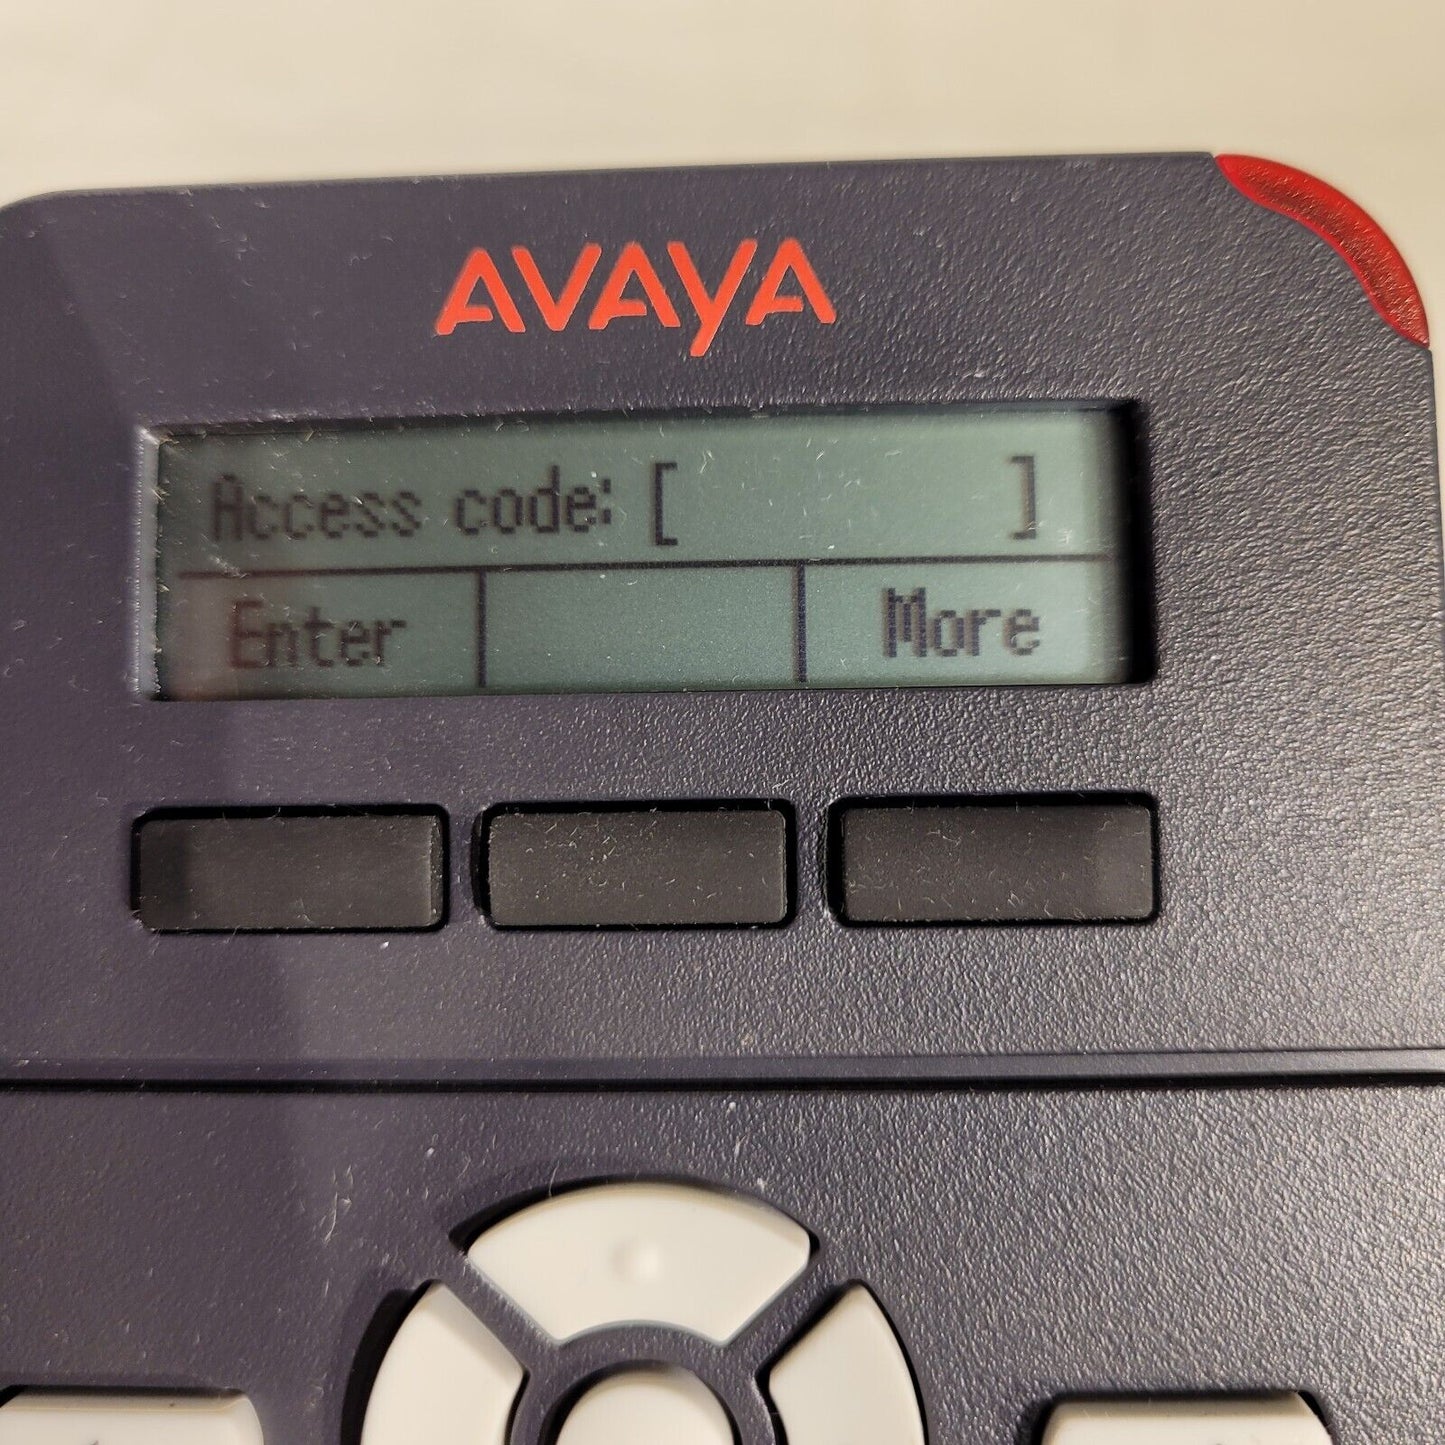 AVAYA
Access code: [ ]
Enter More